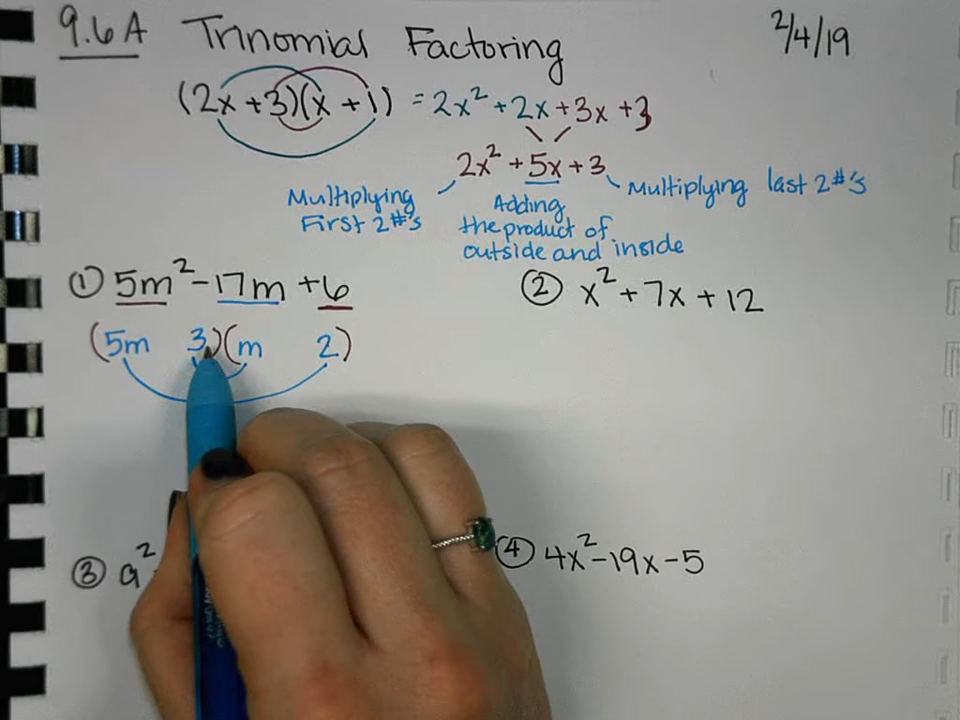 9.6A Trinomial Factoring 2/4/19
(2x + 3)(x + 1) = 2x² + 2x + 3x + 3
2x² + 5x + 3
Multiplying First 2 #'s
Adding the product of outside and inside
Multiplying last 2 #'s
① 5m² - 17m + 6
(5m 3)(m 2)
② x² + 7x + 12
③ a²
④ 4x² - 19x - 5